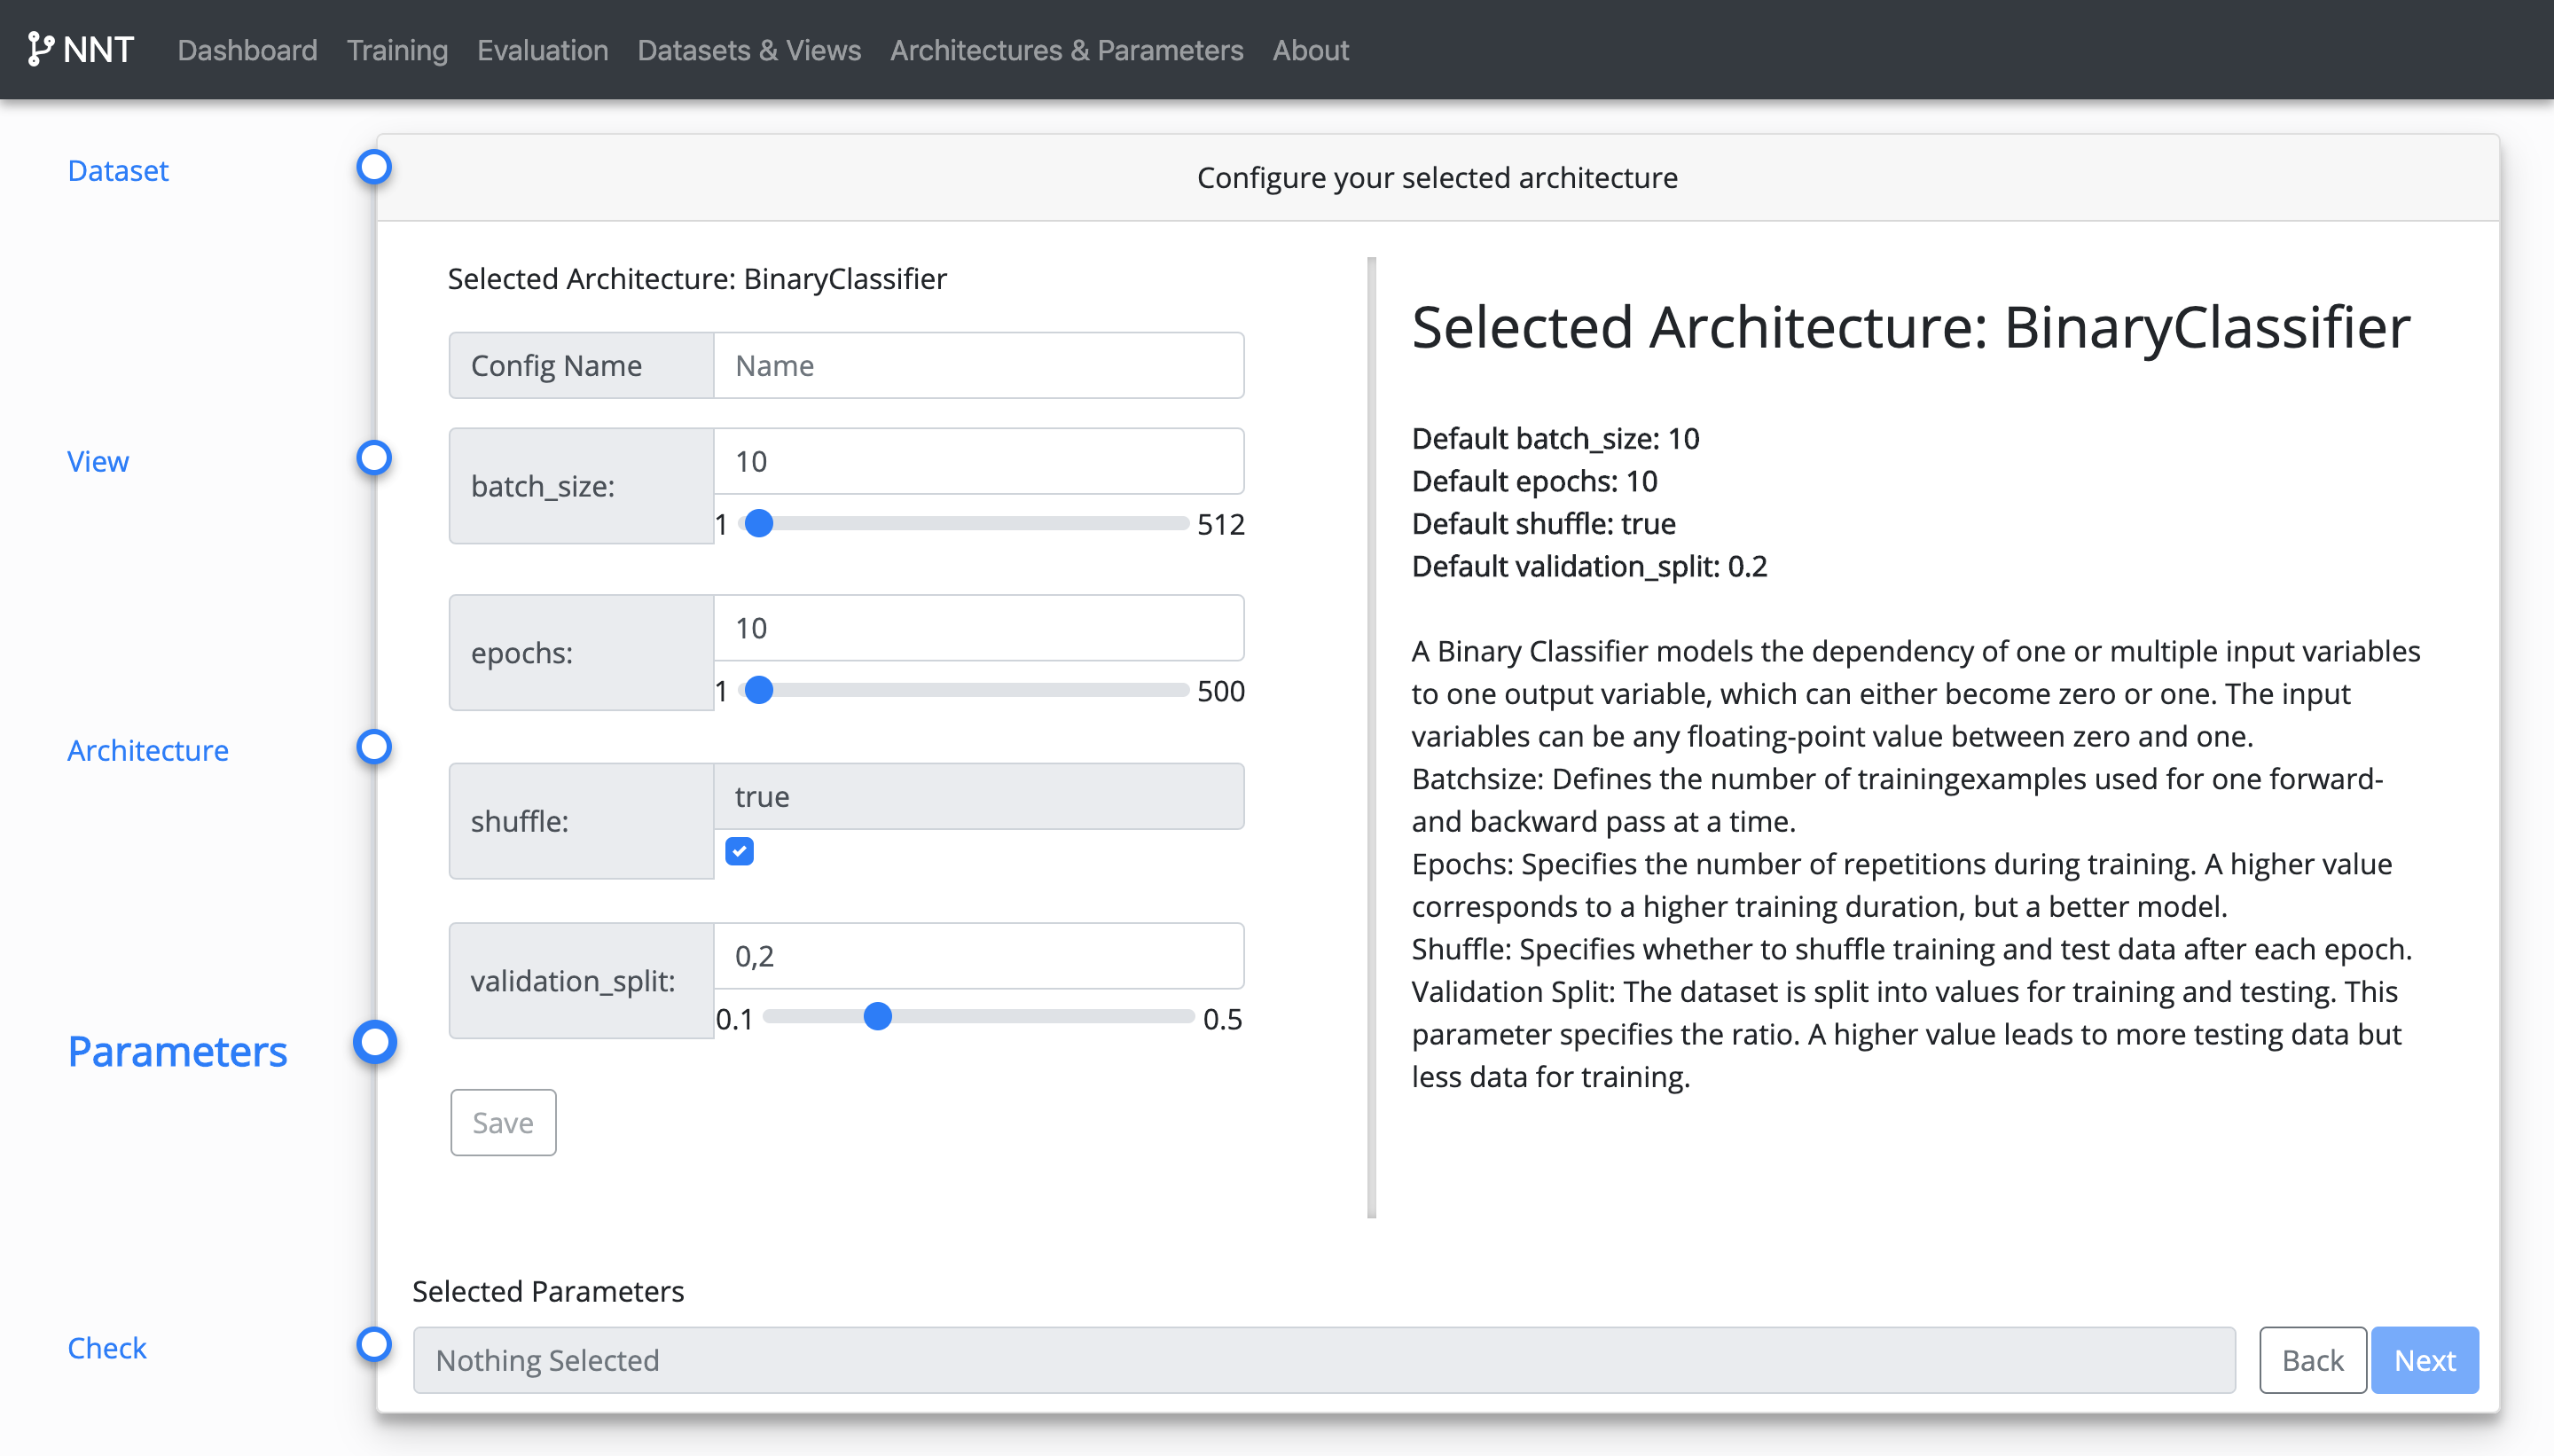 NNT Dashboard Training Evaluation Datasets & Views Architectures & Parameters About
Dataset
View
Architecture
Parameters
Check
Configure your selected architecture
Selected Architecture: BinaryClassifier
Config Name Name
batch_size: 10
1 512
epochs: 10
1 500
shuffle: true
validation_split: 0,2
0.1 0.5
Save
Selected Architecture: BinaryClassifier
Default batch_size: 10
Default epochs: 10
Default shuffle: true
Default validation_split: 0.2
A Binary Classifier models the dependency of one or multiple input variables
to one output variable, which can either become zero or one. The input
variables can be any floating-point value between zero and one.
Batchsize: Defines the number of trainingexamples used for one forward-
and backward pass at a time.
Epochs: Specifies the number of repetitions during training. A higher value
corresponds to a higher training duration, but a better model.
Shuffle: Specifies whether to shuffle training and test data after each epoch.
Validation Split: The dataset is split into values for training and testing. This
parameter specifies the ratio. A higher value leads to more testing data but
less data for training.
Selected Parameters
Nothing Selected
Back Next